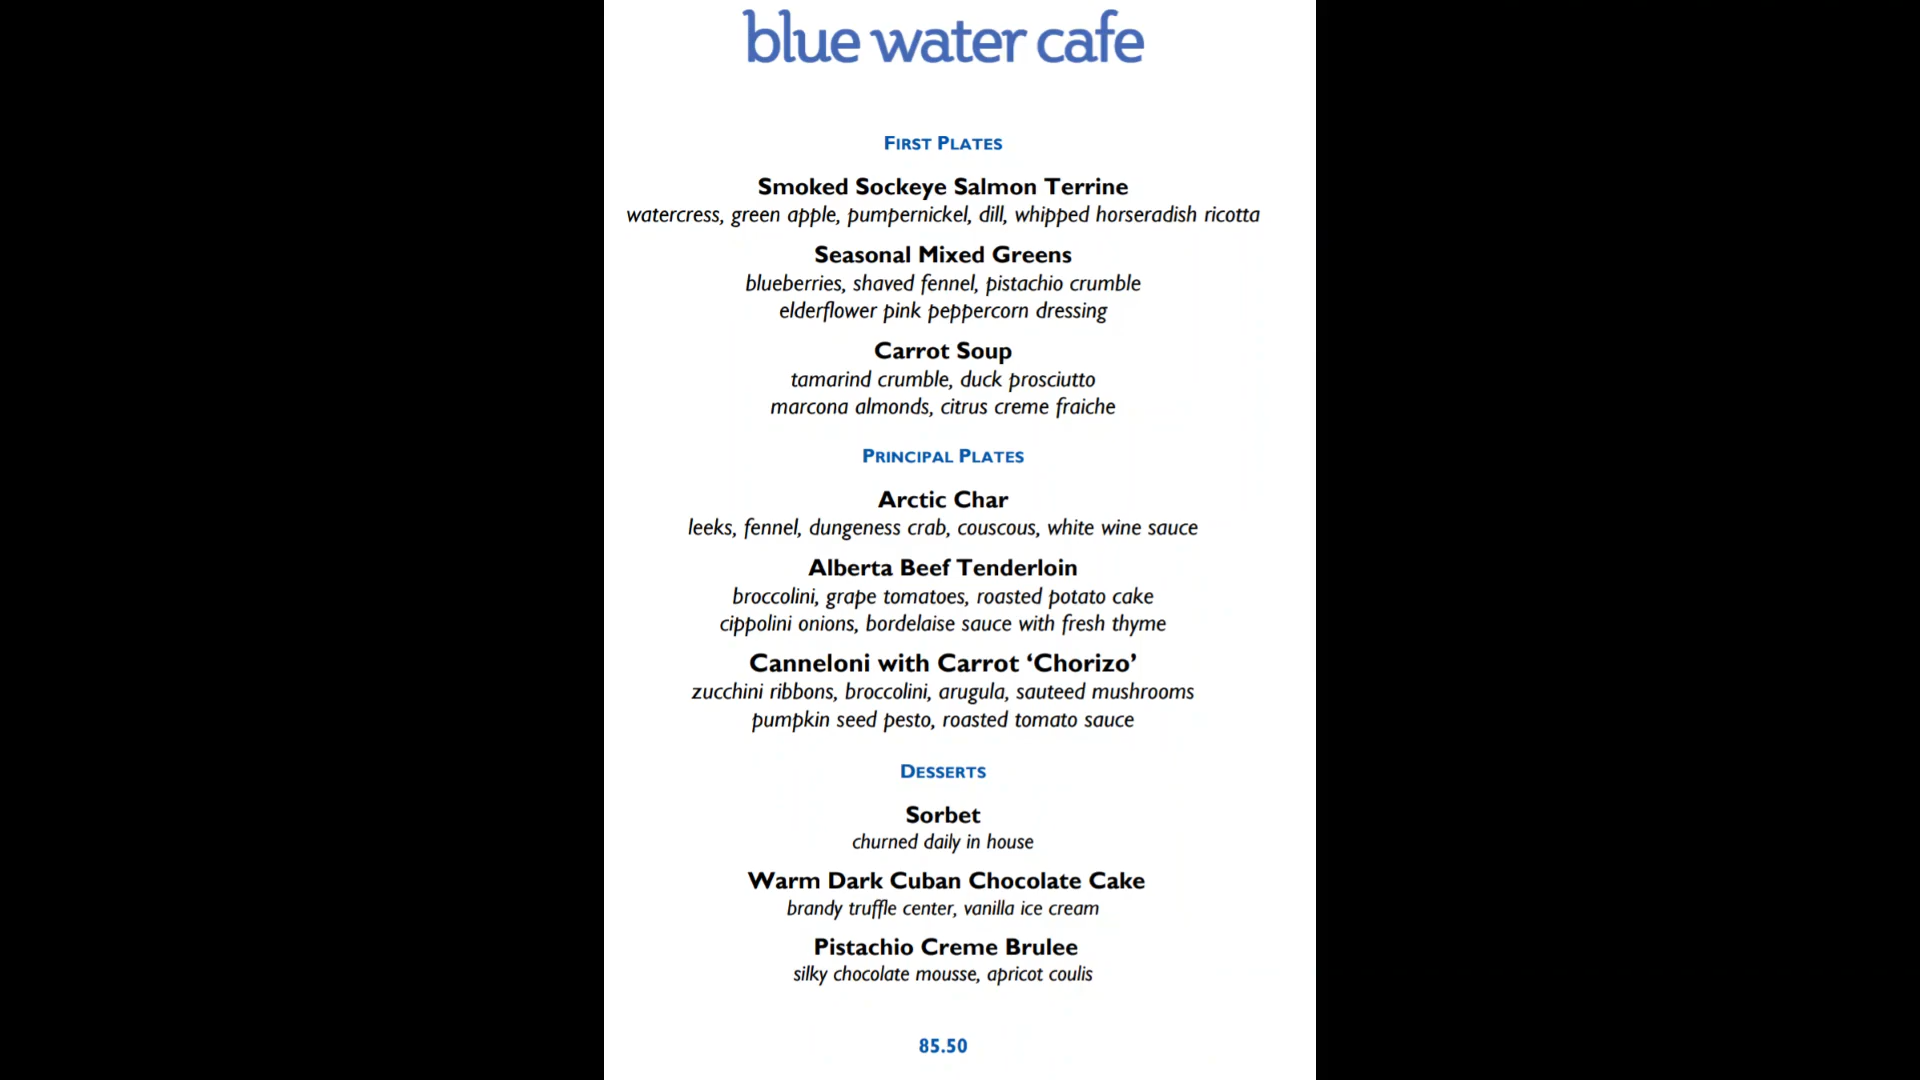 blue water cafe
First Plates
Smoked Sockeye Salmon Terrine
watercress, green apple, pumpernickel, dill, whipped horseradish ricotta
Seasonal Mixed Greens
blueberries, shaved fennel, pistachio crumble
elderflower pink peppercorn dressing
Carrot Soup
tamarind crumble, duck prosciutto
marcona almonds, citrus creme fraiche
Principal Plates
Arctic Char
leeks, fennel, dungeness crab, couscous, white wine sauce
Alberta Beef Tenderloin
broccolini, grape tomatoes, roasted potato cake
cippolini onions, bordelaise sauce with fresh thyme
Canneloni with Carrot ‘Chorizo’
zucchini ribbons, broccolini, arugula, sauteed mushrooms
pumpkin seed pesto, roasted tomato sauce
Desserts
Sorbet
churned daily in house
Warm Dark Cuban Chocolate Cake
brandy truffle center, vanilla ice cream
Pistachio Creme Brulee
silky chocolate mousse, apricot coulis
85.50